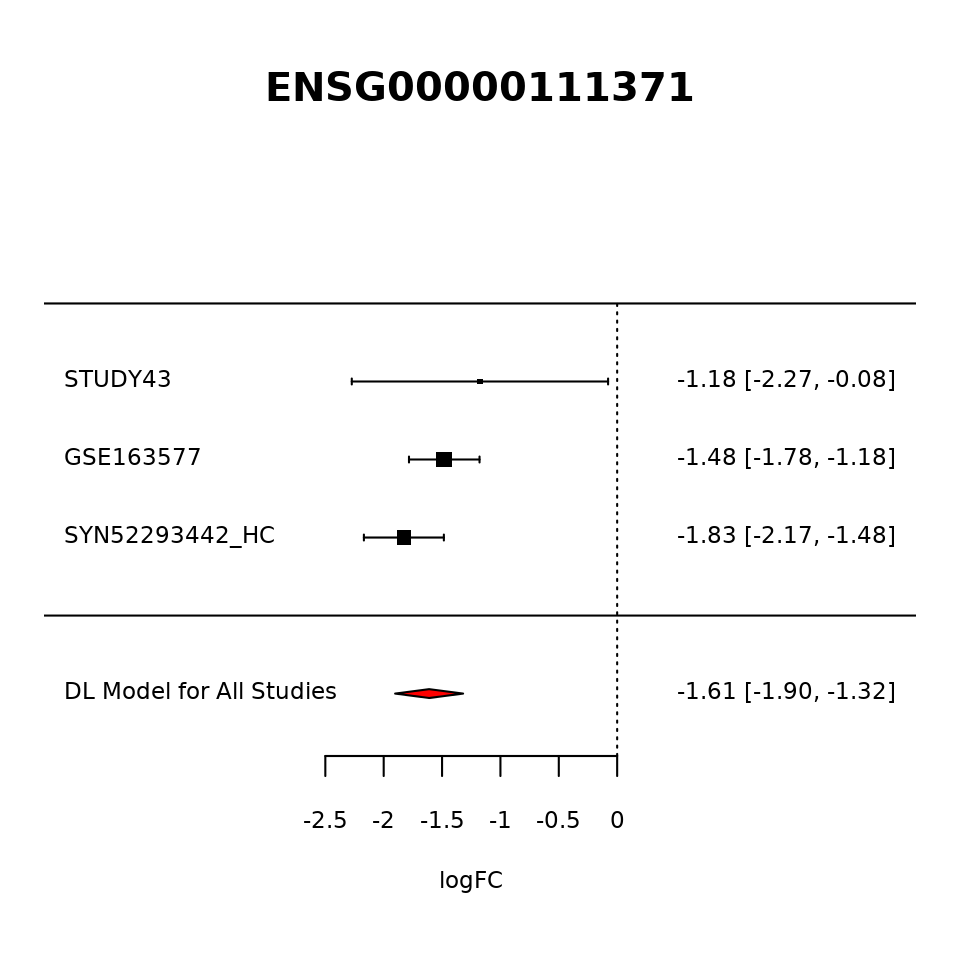 ENSG00000111371
STUDY43 -1.18 [-2.27, -0.08]
GSE163577 -1.48 [-1.78, -1.18]
SYN52293442_HC -1.83 [-2.17, -1.48]
DL Model for All Studies -1.61 [-1.90, -1.32]
-2.5 -2 -1.5 -1 -0.5 0
logFC